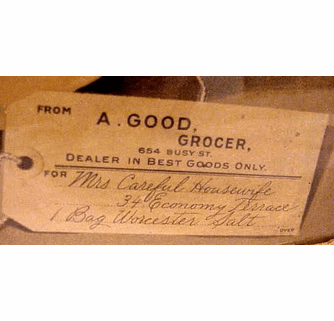 FROM
A. GOOD,
GROCER,
654 BUSY ST.
DEALER IN BEST GOODS ONLY.
FOR Mrs Careful Housewife
34 Economy Terrace
1 Bag Worcester Salt
OVER